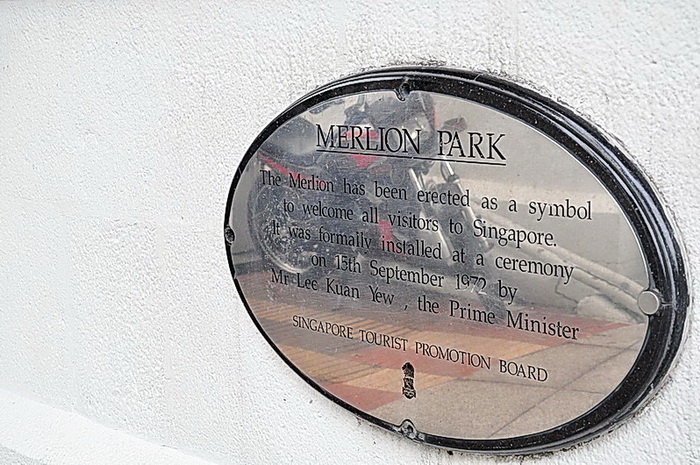 MERLION PARK
The Merlion has been erected as a symbol
to welcome all visitors to Singapore.
It was formally installed at a ceremony
on 15th September 1972 by
Mr Lee Kuan Yew , the Prime Minister
SINGAPORE TOURIST PROMOTION BOARD